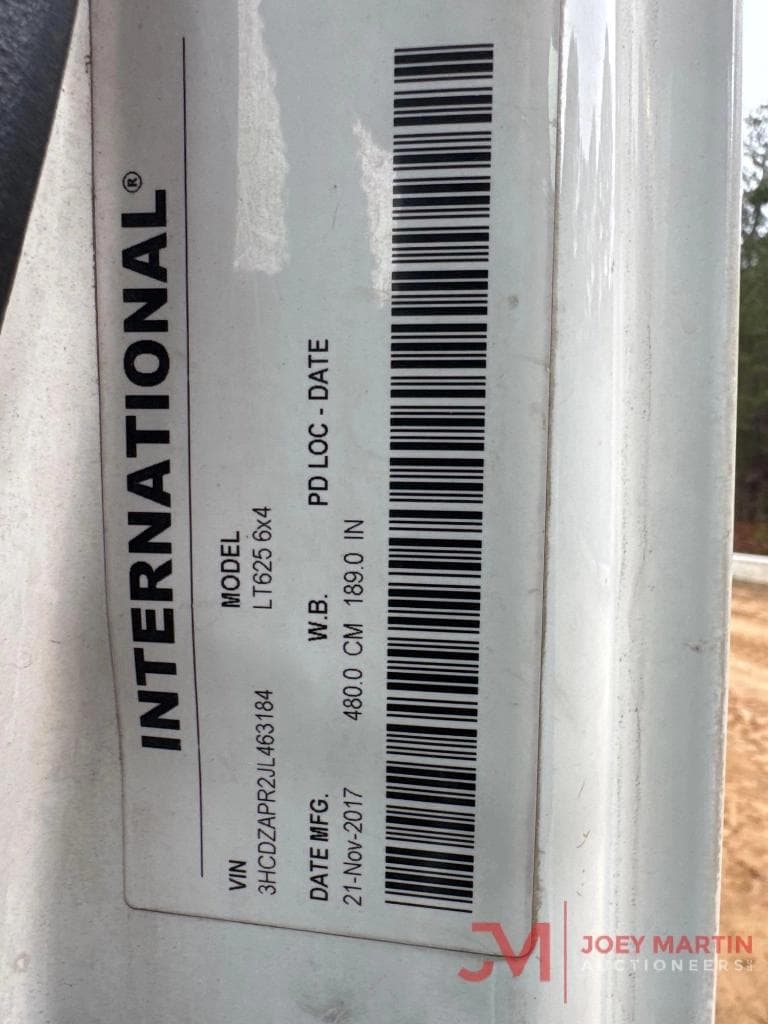 INTERNATIONAL®
VIN MODEL
3HCDZAPR2JL463184 LT625 6x4
DATE MFG. W.B. PD LOC - DATE
21-Nov-2017 480.0 CM 189.0 IN
JM JOEY MARTIN
AUCTIONEERS